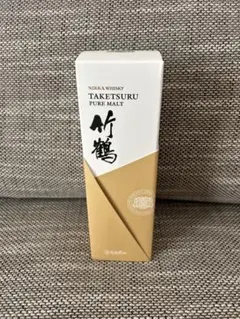 NIKKA WHISKY
TAKETSURU
PURE MALT
竹鶴